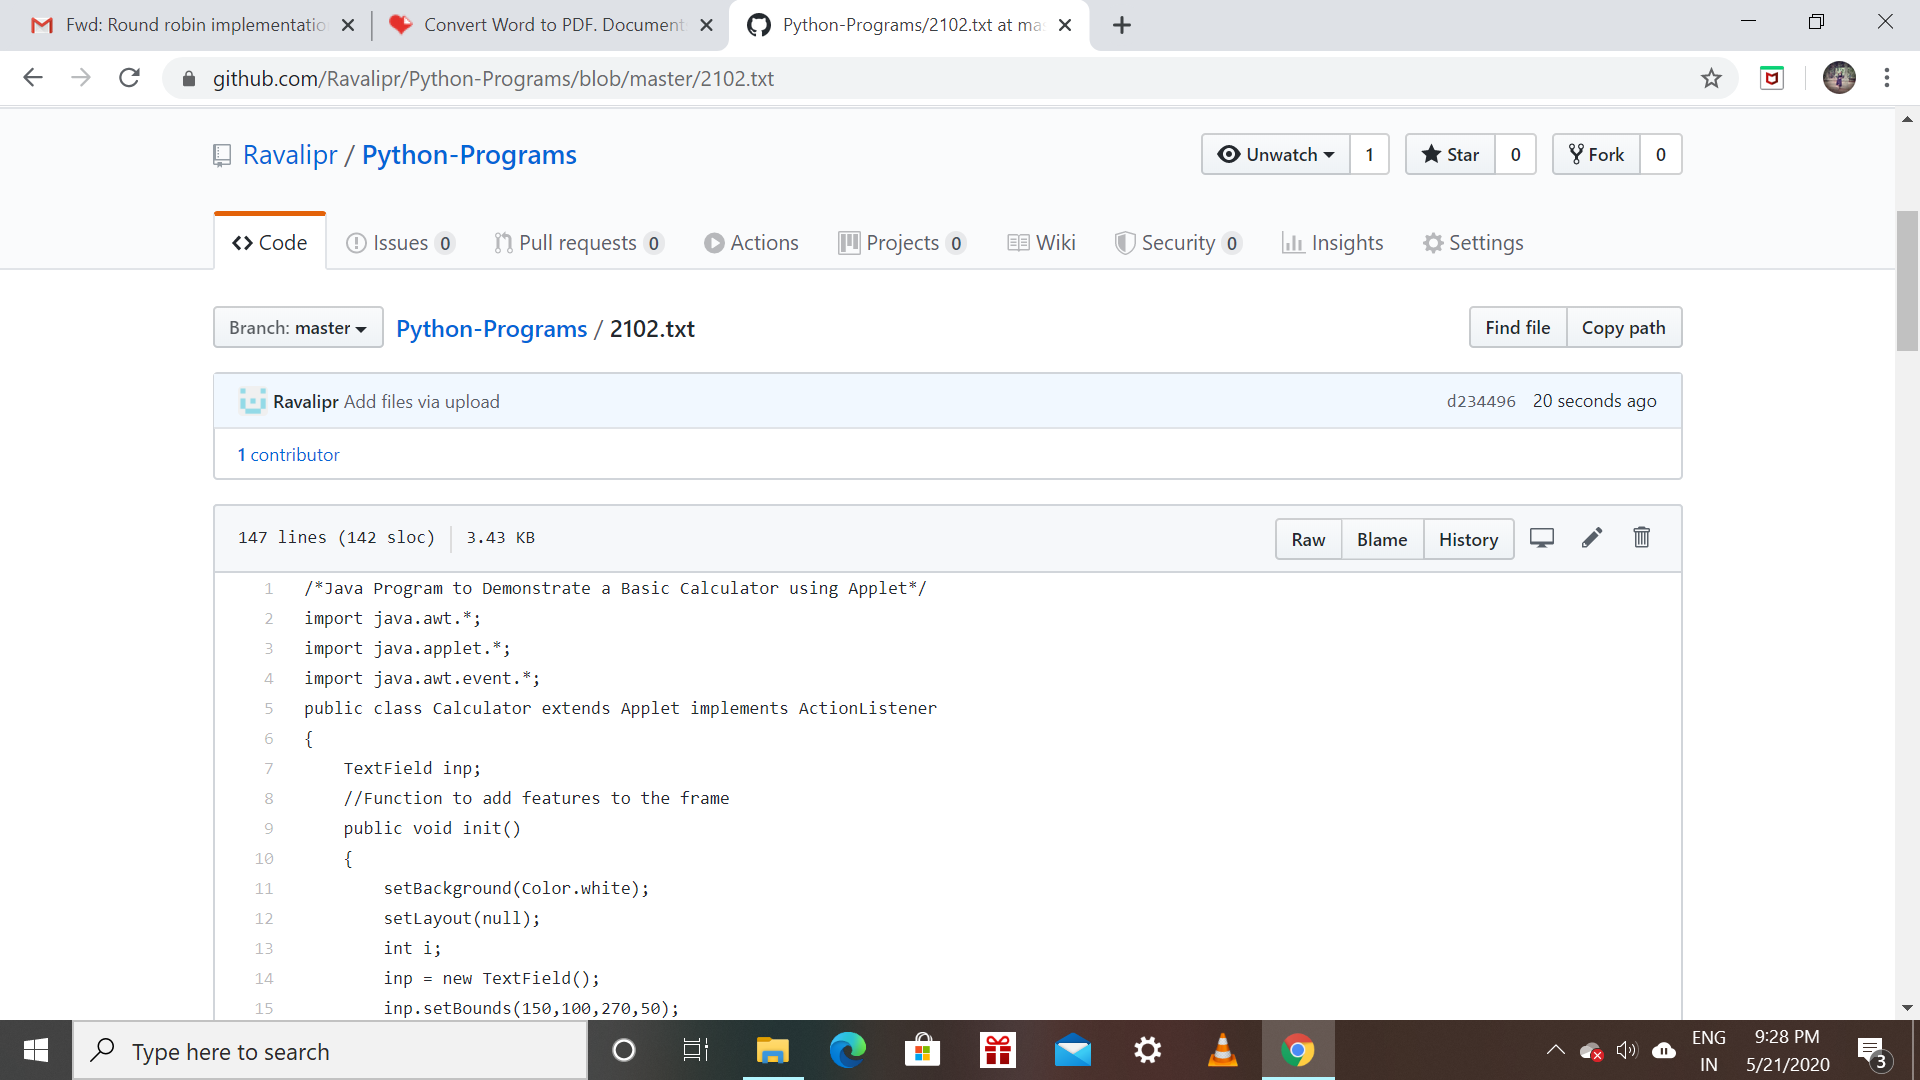 Fwd: Round robin implementatio
Convert Word to PDF. Document
Python-Programs/2102.txt at ma
github.com/Ravalipr/Python-Programs/blob/master/2102.txt
Ravalipr / Python-Programs
Unwatch 1 Star 0 Fork 0
Code Issues 0 Pull requests 0 Actions Projects 0 Wiki Security 0 Insights Settings
Branch: master Python-Programs / 2102.txt Find file Copy path
Ravalipr Add files via upload d234496 20 seconds ago
1 contributor
147 lines (142 sloc) 3.43 KB Raw Blame History
1 /*Java Program to Demonstrate a Basic Calculator using Applet*/
2 import java.awt.*;
3 import java.applet.*;
4 import java.awt.event.*;
5 public class Calculator extends Applet implements ActionListener
6 {
7 TextField inp;
8 //Function to add features to the frame
9 public void init()
10 {
11 setBackground(Color.white);
12 setLayout(null);
13 int i;
14 inp = new TextField();
15 inp.setBounds(150,100,270,50);
Type here to search
ENG
IN
9:28 PM
5/21/2020
3